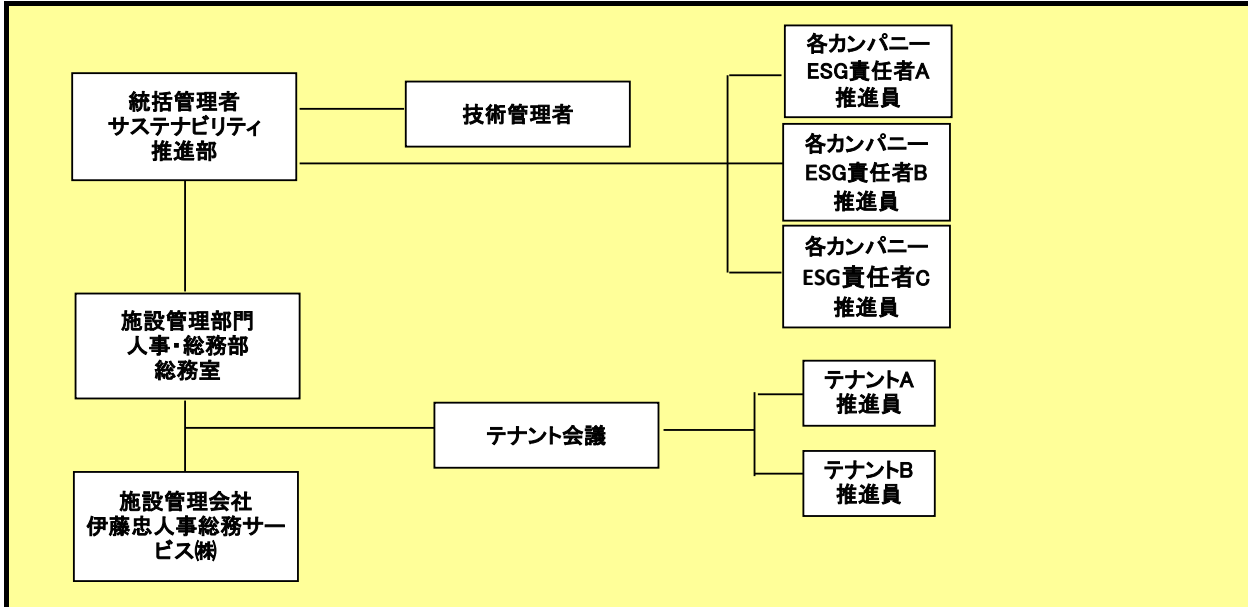 統括管理者
サステナビリティ
推進部
技術管理者
各カンパニー
ESG責任者A
推進員
各カンパニー
ESG責任者B
推進員
各カンパニー
ESG責任者C
推進員
施設管理部門
人事・総務部
総務室
テナント会議
テナントA
推進員
テナントB
推進員
施設管理会社
伊藤忠人事総務サー
ビス㈱